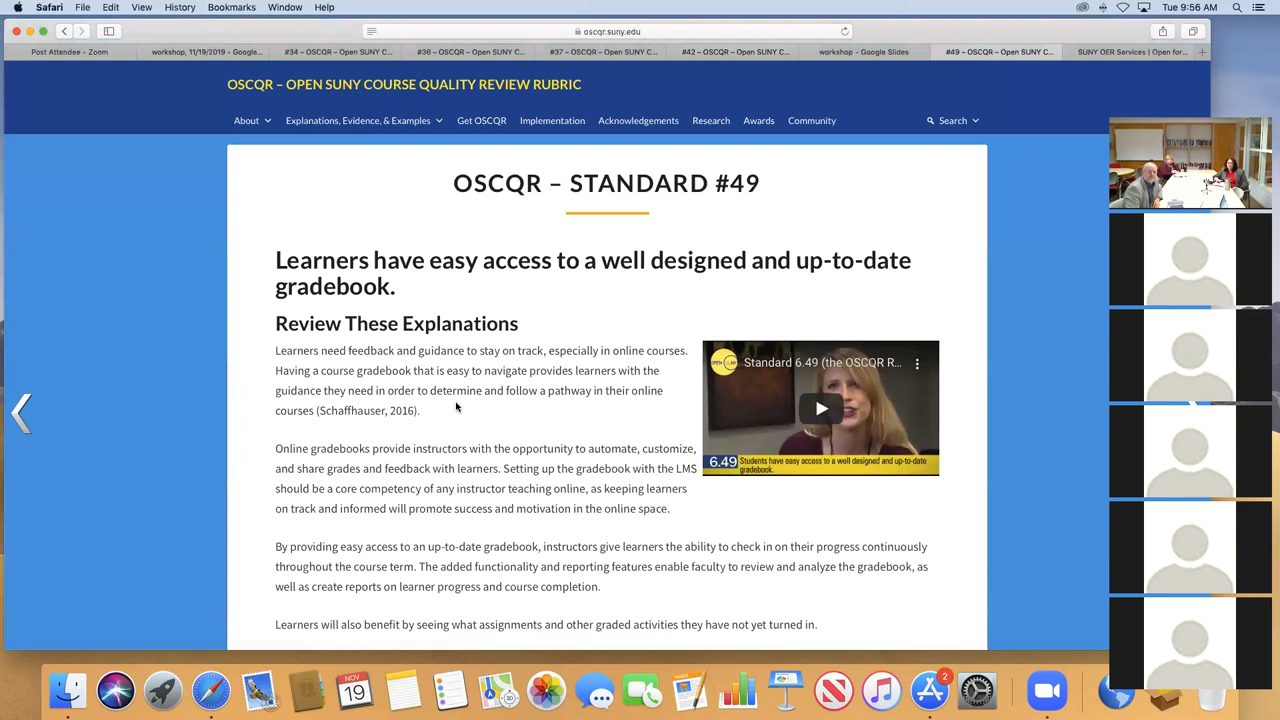 Safari File Edit View History Bookmarks Window Help Tue 9:56 AM
oscqr.suny.edu
Post Attendee - Zoom workshop, 11/19/2019 - Google... #34 – OSCQR – Open SUNY C... #36 – OSCQR – Open SUNY C... #37 – OSCQR – Open SUNY C... #42 – OSCQR – Open SUNY C... workshop - Google Slides #49 – OSCQR – Open SUNY C... SUNY OER Services | Open for...
OSCQR – OPEN SUNY COURSE QUALITY REVIEW RUBRIC
About Explanations, Evidence, & Examples Get OSCQR Implementation Acknowledgements Research Awards Community Search
OSCQR – STANDARD #49
Learners have easy access to a well designed and up-to-date
gradebook.
Review These Explanations
Learners need feedback and guidance to stay on track, especially in online courses.
Having a course gradebook that is easy to navigate provides learners with the
guidance they need in order to determine and follow a pathway in their online
courses (Schaffhauser, 2016).
Standard 6.49 (the OSCQR R...
6.49 Students have easy access to a well designed and up-to-date
gradebook.
Online gradebooks provide instructors with the opportunity to automate, customize,
and share grades and feedback with learners. Setting up the gradebook with the LMS
should be a core competency of any instructor teaching online, as keeping learners
on track and informed will promote success and motivation in the online space.
By providing easy access to an up-to-date gradebook, instructors give learners the ability to check in on their progress continuously
throughout the course term. The added functionality and reporting features enable faculty to review and analyze the gradebook, as
well as create reports on learner progress and course completion.
Learners will also benefit by seeing what assignments and other graded activities they have not yet turned in.
NOV
19
2